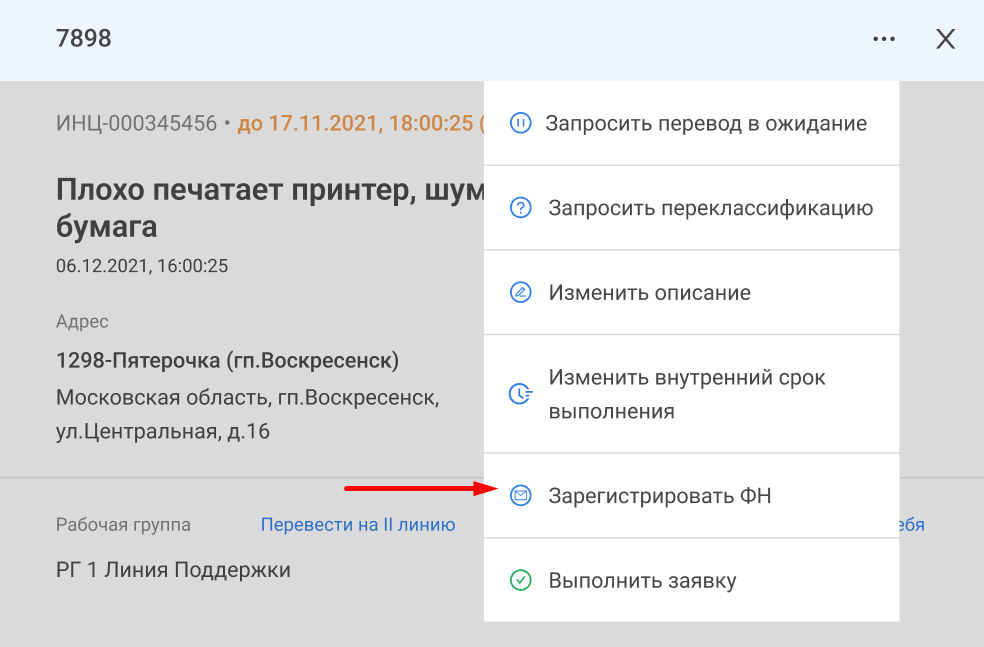 7898
ИНЦ-000345456 • до 17.11.2021, 18:00:25 (
Плохо печатает принтер, шум
бумага
06.12.2021, 16:00:25
Адрес
1298-Пятерочка (гп.Воскресенск)
Московская область, гп.Воскресенск,
ул.Центральная, д.16
Рабочая группа
Перевести на II линию
ебя
РГ 1 Линия Поддержки
Запросить перевод в ожидание
Запросить переклассификацию
Изменить описание
Изменить внутренний срок
выполнения
Зарегистрировать ФН
Выполнить заявку